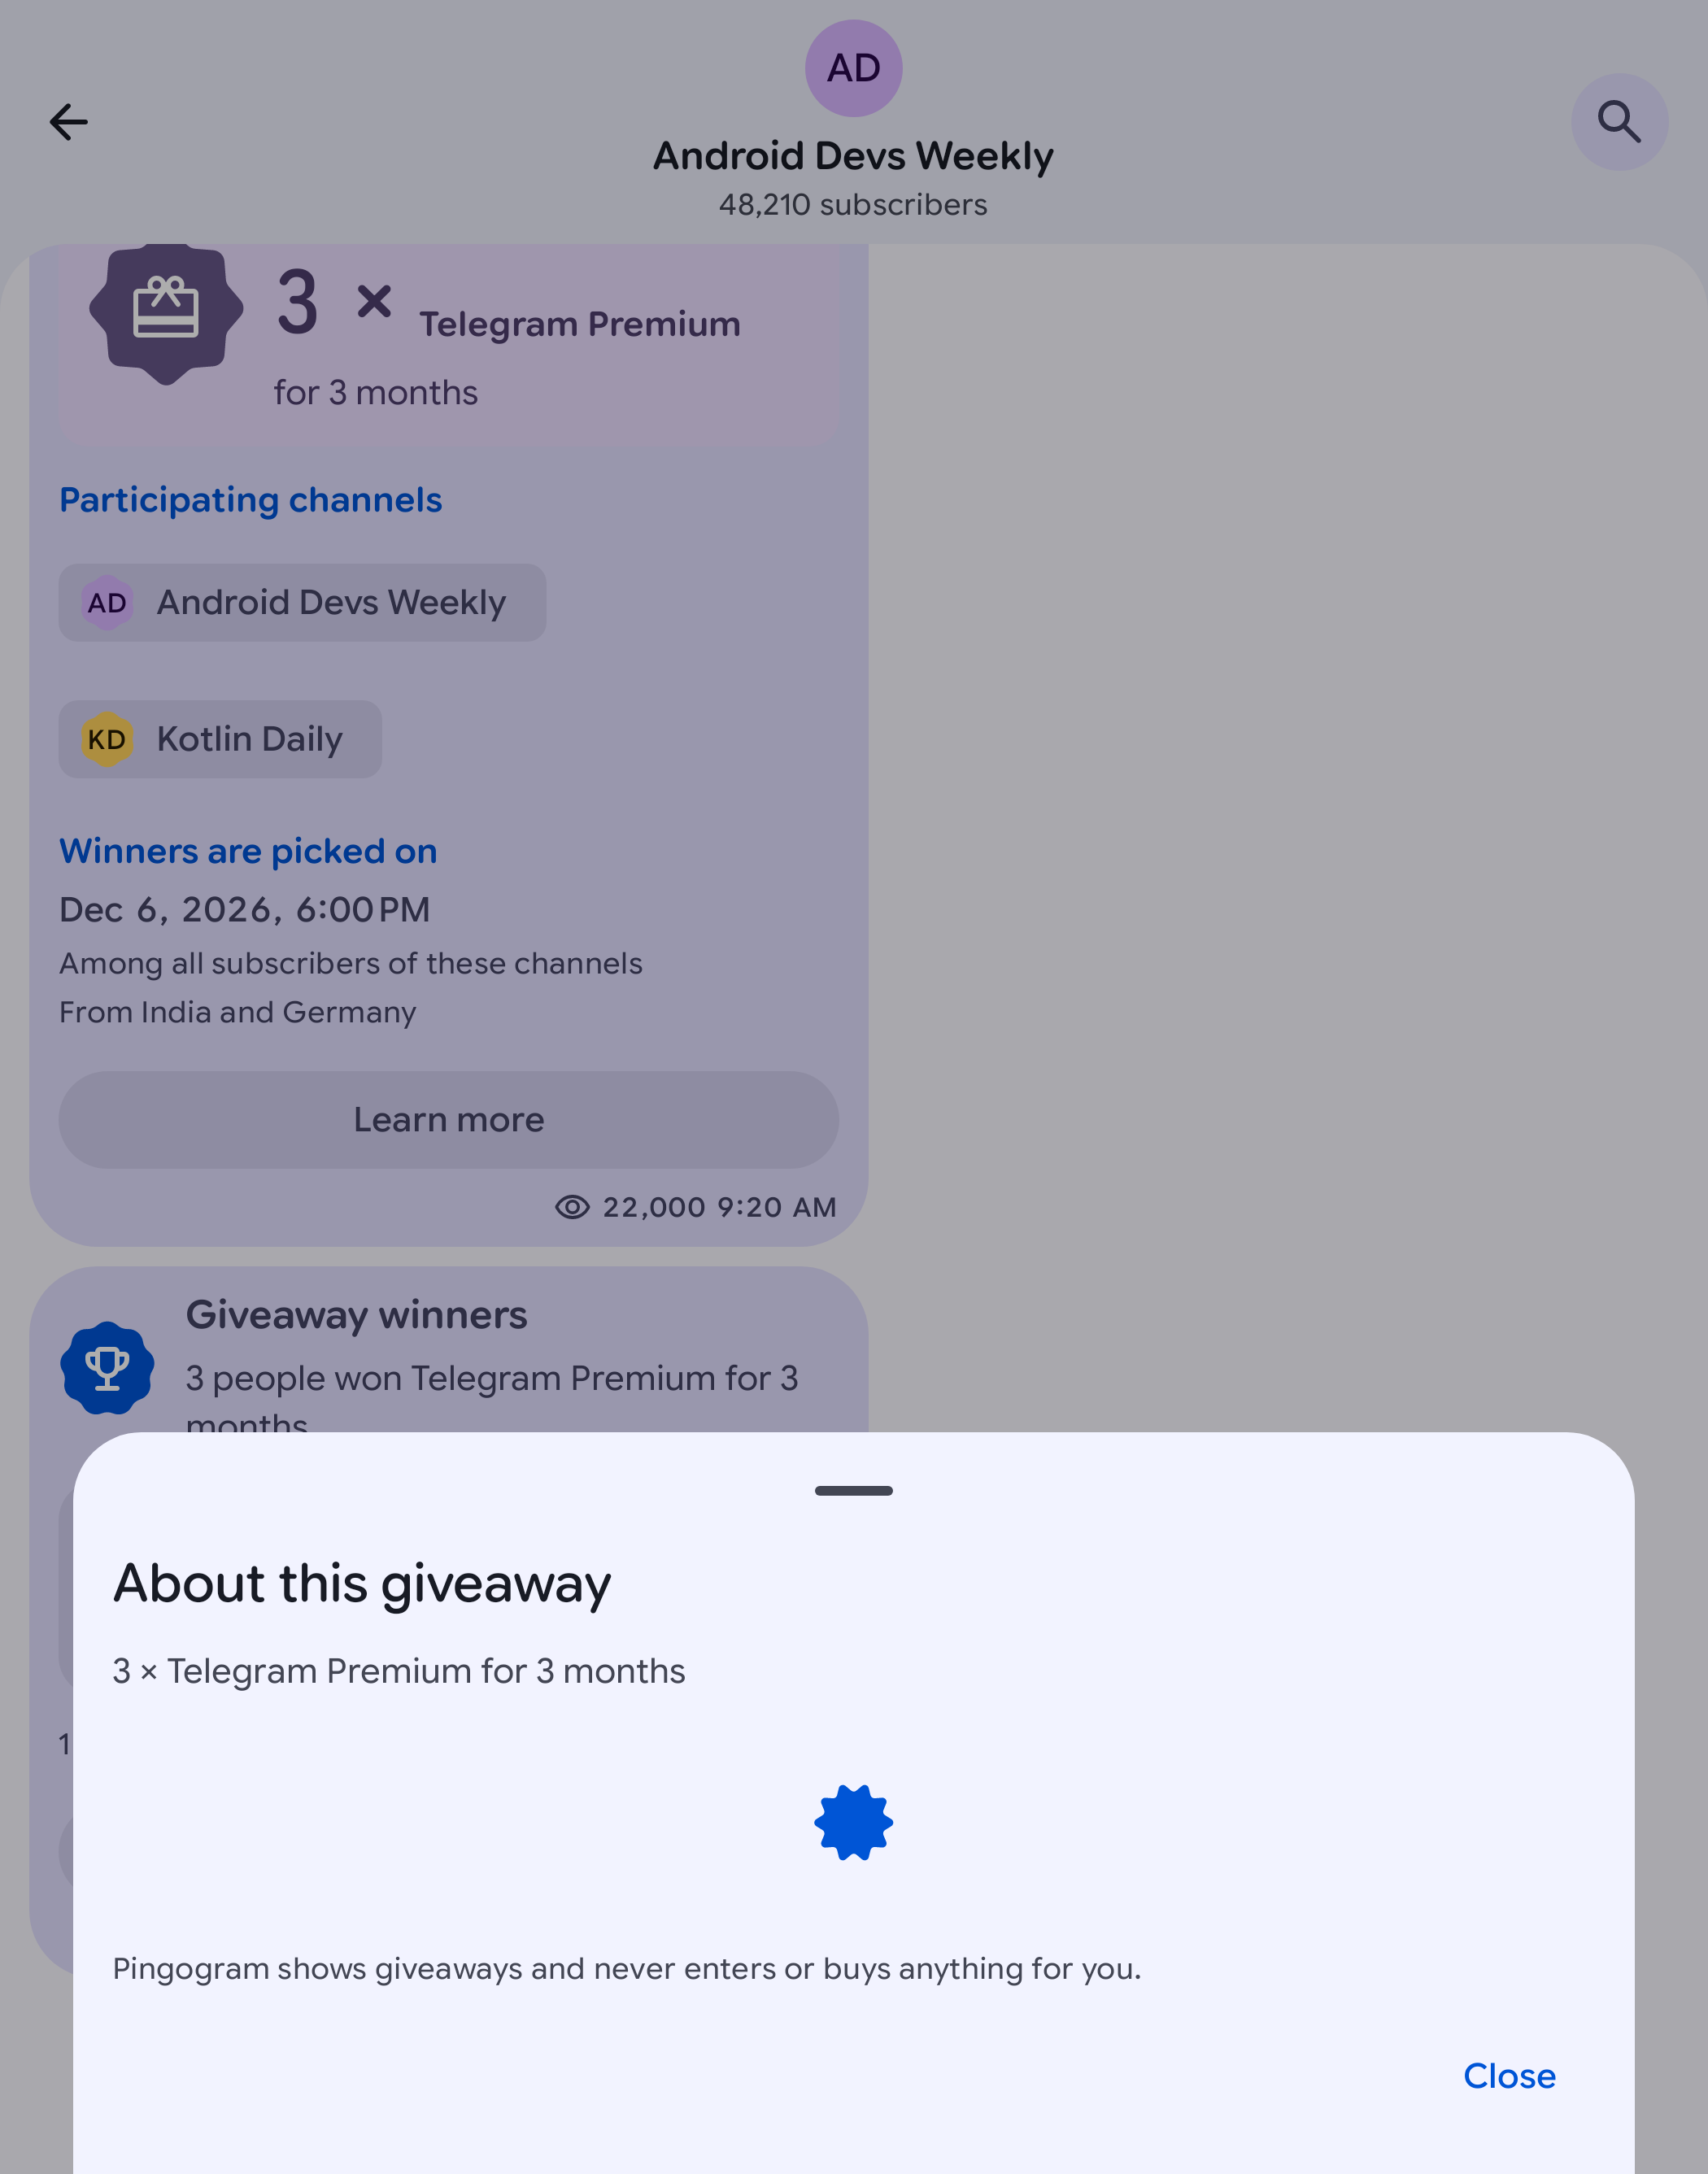 AD
Android Devs Weekly
48,210 subscribers
3 × Telegram Premium
for 3 months
Participating channels
AD Android Devs Weekly
KD Kotlin Daily
Winners are picked on
Dec 6, 2026, 6:00 PM
Among all subscribers of these channels
From India and Germany
Learn more
22,000 9:20 AM
Giveaway winners
3 people won Telegram Premium for 3
months
About this giveaway
3 × Telegram Premium for 3 months
1
Pingogram shows giveaways and never enters or buys anything for you.
Close